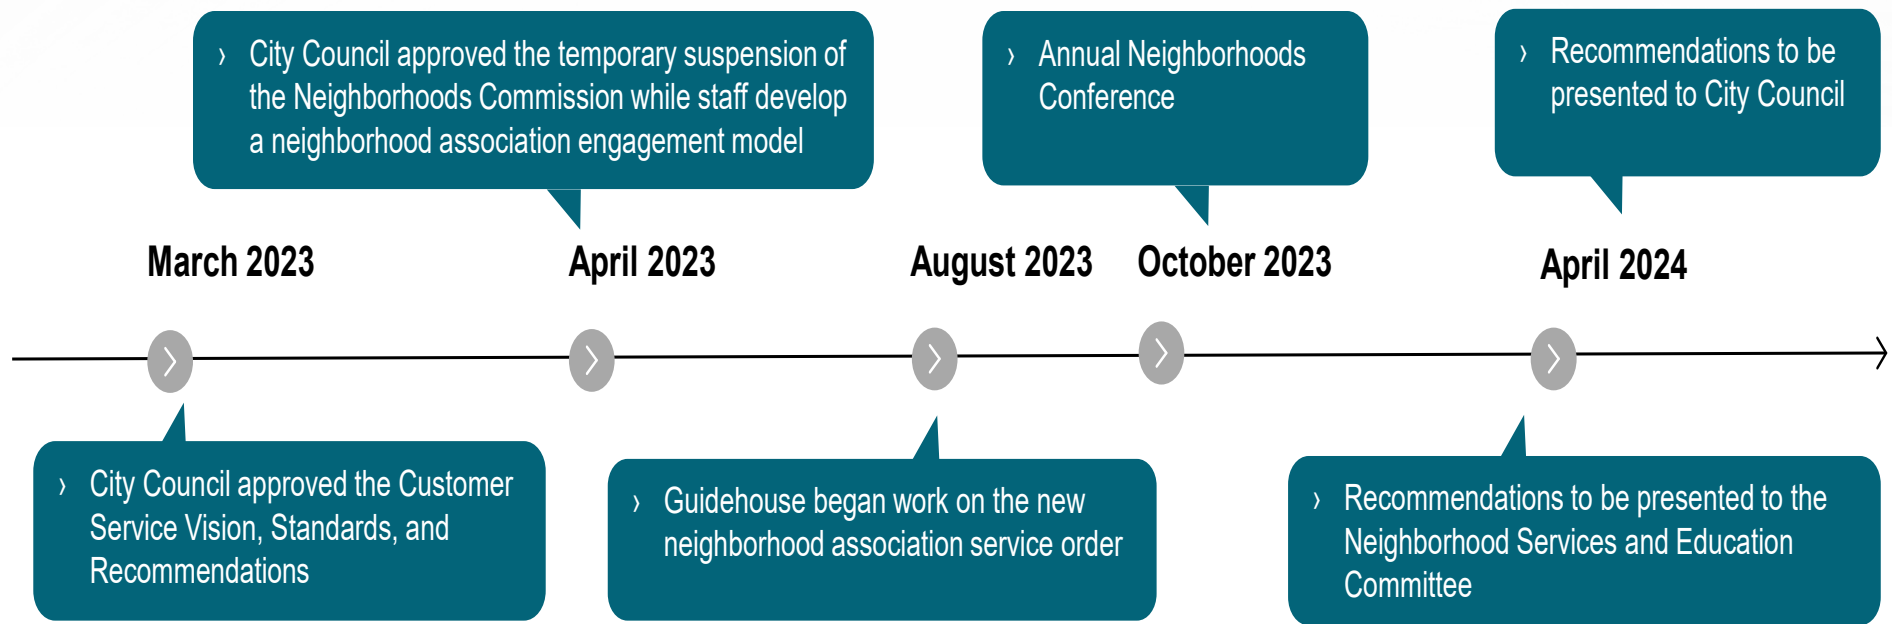 › City Council approved the temporary suspension of
the Neighborhoods Commission while staff develop
a neighborhood association engagement model
› Annual Neighborhoods
Conference
› Recommendations to be
presented to City Council
March 2023
April 2023
August 2023
October 2023
April 2024
› City Council approved the Customer
Service Vision, Standards, and
Recommendations
› Guidehouse began work on the new
neighborhood association service order
› Recommendations to be presented to the
Neighborhood Services and Education
Committee